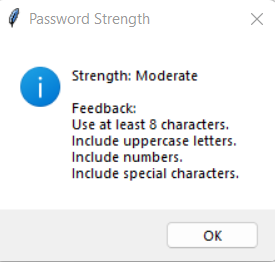 Password Strength
Strength: Moderate
Feedback:
Use at least 8 characters.
Include uppercase letters.
Include numbers.
Include special characters.
OK